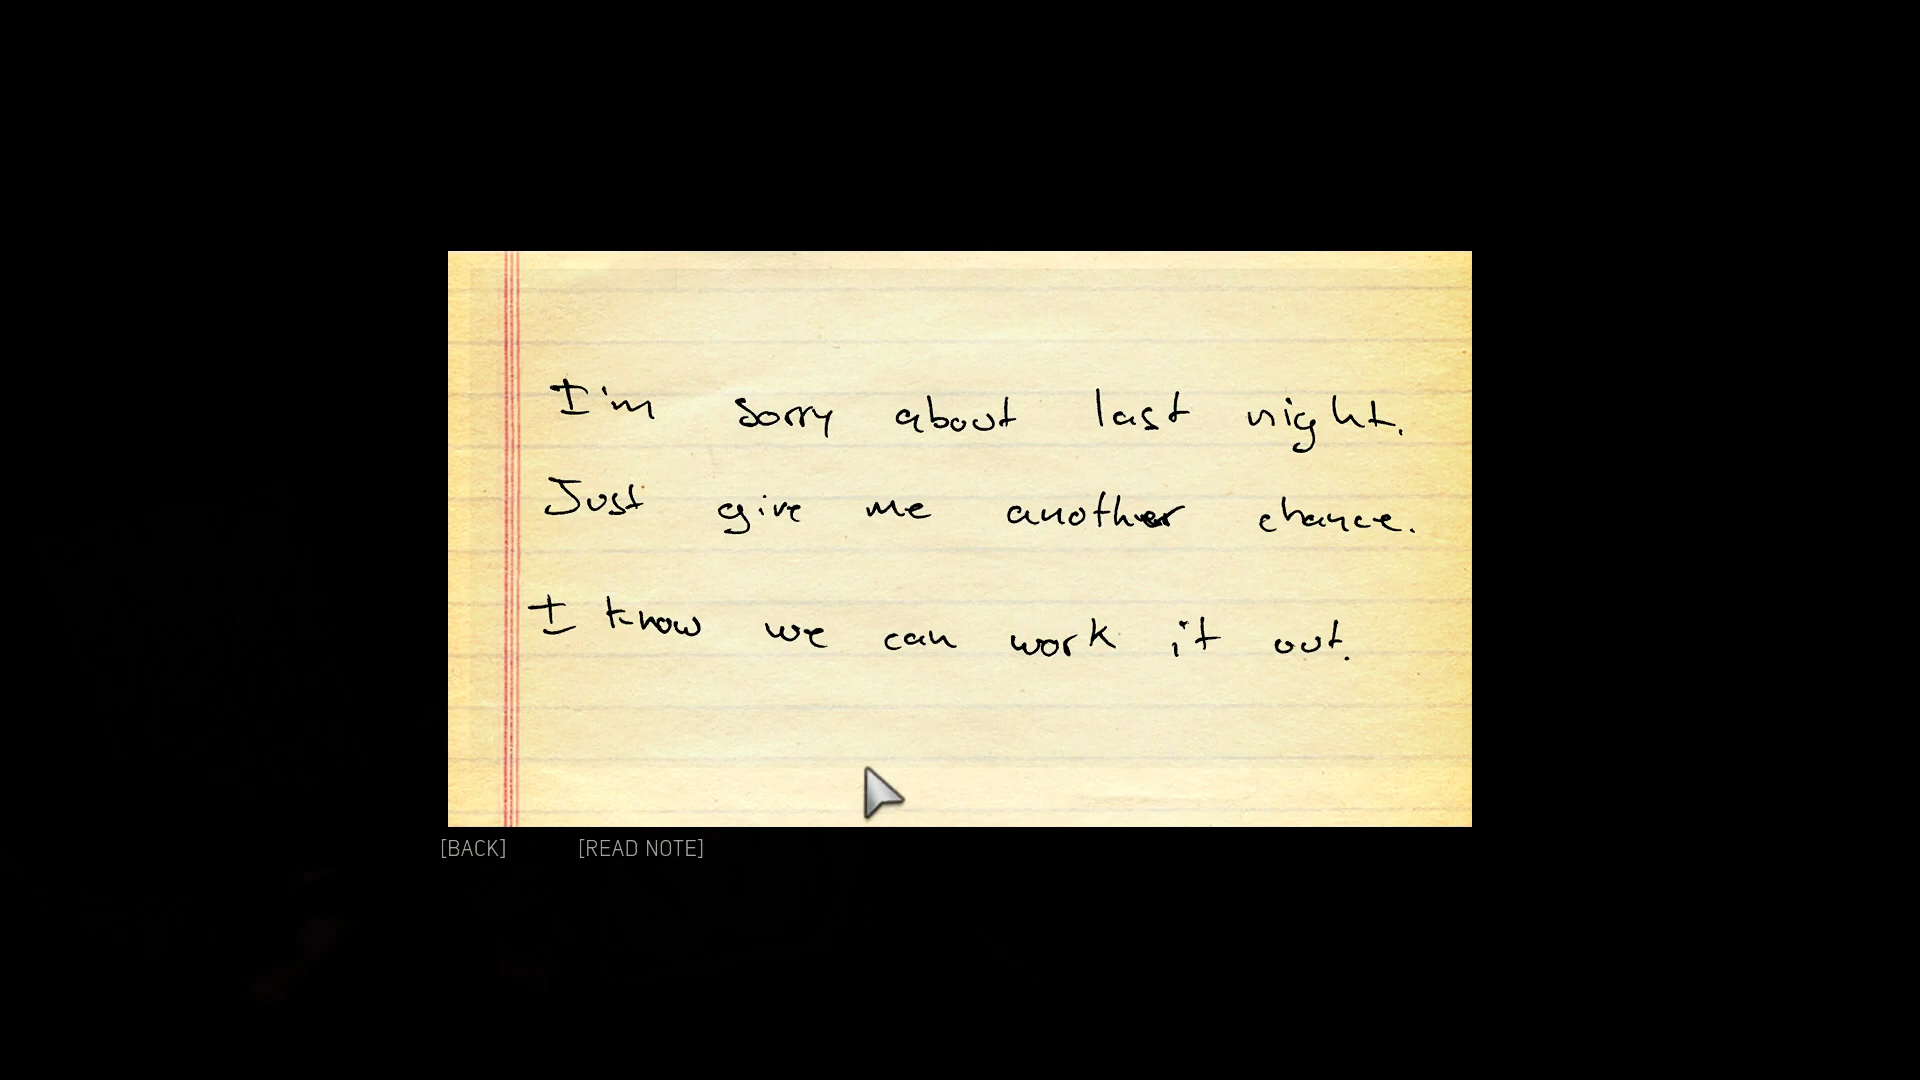 I'm sorry about last night.
Just give me another chance.
I know we can work it out.
[BACK] [READ NOTE]